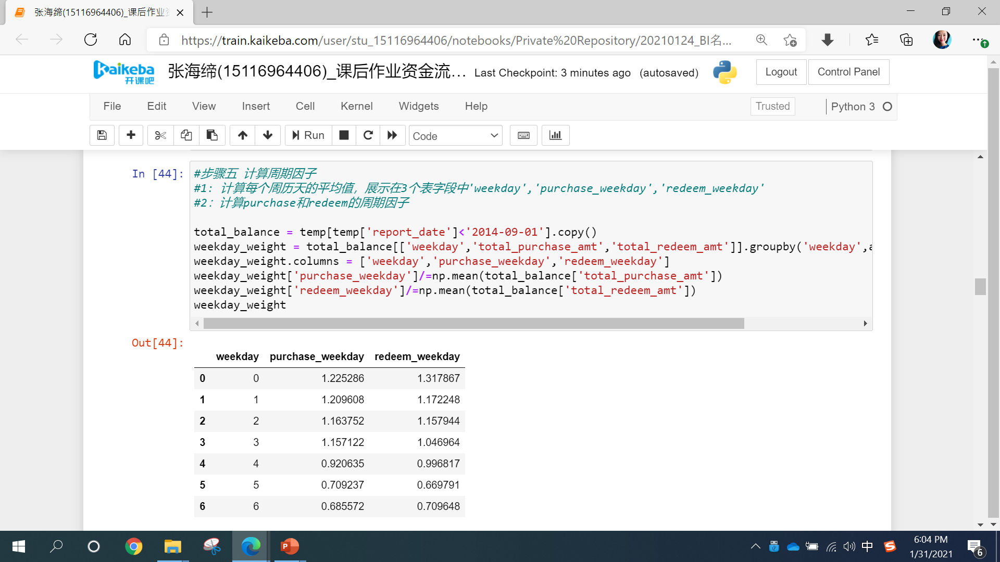 张海缔(15116964406)_课后作业资
https://train.kaikeba.com/user/stu_15116964406/notebooks/Private%20Repository/20210124_BI名...
Kaikeba
开课吧
张海缔(15116964406)_课后作业资金流... Last Checkpoint: 3 minutes ago (autosaved) Logout Control Panel
File Edit View Insert Cell Kernel Widgets Help Trusted Python 3
Run Code
In [44]:
#步骤五 计算周期因子
#1: 计算每个周历天的平均值，展示在3个表字段中'weekday','purchase_weekday','redeem_weekday'
#2: 计算purchase和redeem的周期因子
total_balance = temp[temp['report_date']<'2014-09-01'].copy()
weekday_weight = total_balance[['weekday','total_purchase_amt','total_redeem_amt']].groupby('weekday',a
weekday_weight.columns = ['weekday','purchase_weekday','redeem_weekday']
weekday_weight['purchase_weekday']/=np.mean(total_balance['total_purchase_amt'])
weekday_weight['redeem_weekday']/=np.mean(total_balance['total_redeem_amt'])
weekday_weight
Out[44]:
weekday purchase_weekday redeem_weekday
0 0 1.225286 1.317867
1 1 1.209608 1.172248
2 2 1.163752 1.157944
3 3 1.157122 1.046964
4 4 0.920635 0.996817
5 5 0.709237 0.669791
6 6 0.685572 0.709648
中 6:04 PM
1/31/2021
6